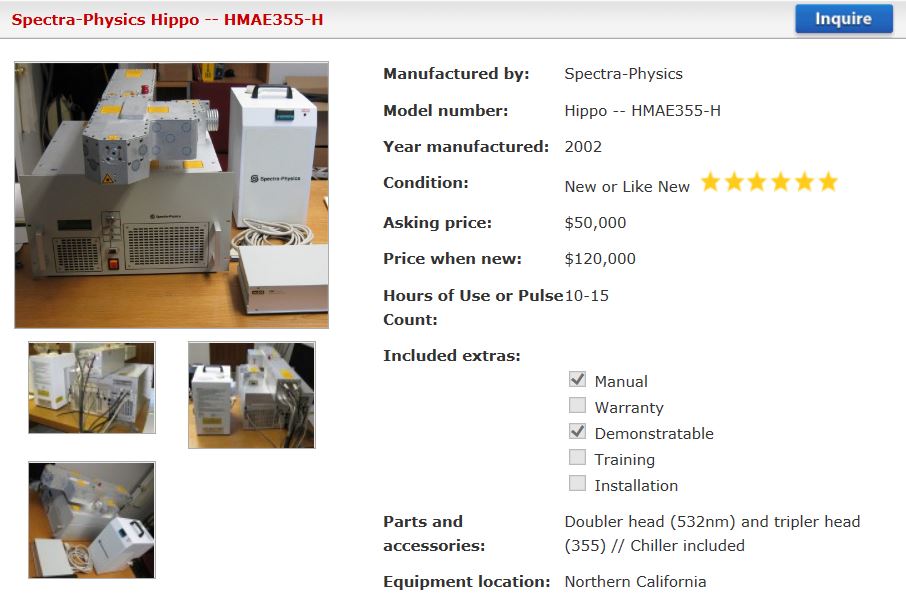 Spectra-Physics Hippo -- HMAE355-H
Inquire
Manufactured by: Spectra-Physics
Model number: Hippo -- HMAE355-H
Year manufactured: 2002
Condition: New or Like New
Asking price: $50,000
Price when new: $120,000
Hours of Use or Pulse 10-15
Count:
Included extras:
Manual
Warranty
Demonstratable
Training
Installation
Parts and Doubler head (532nm) and tripler head
accessories: (355) // Chiller included
Equipment location: Northern California
Spectra-Physics
Spectra-Physics